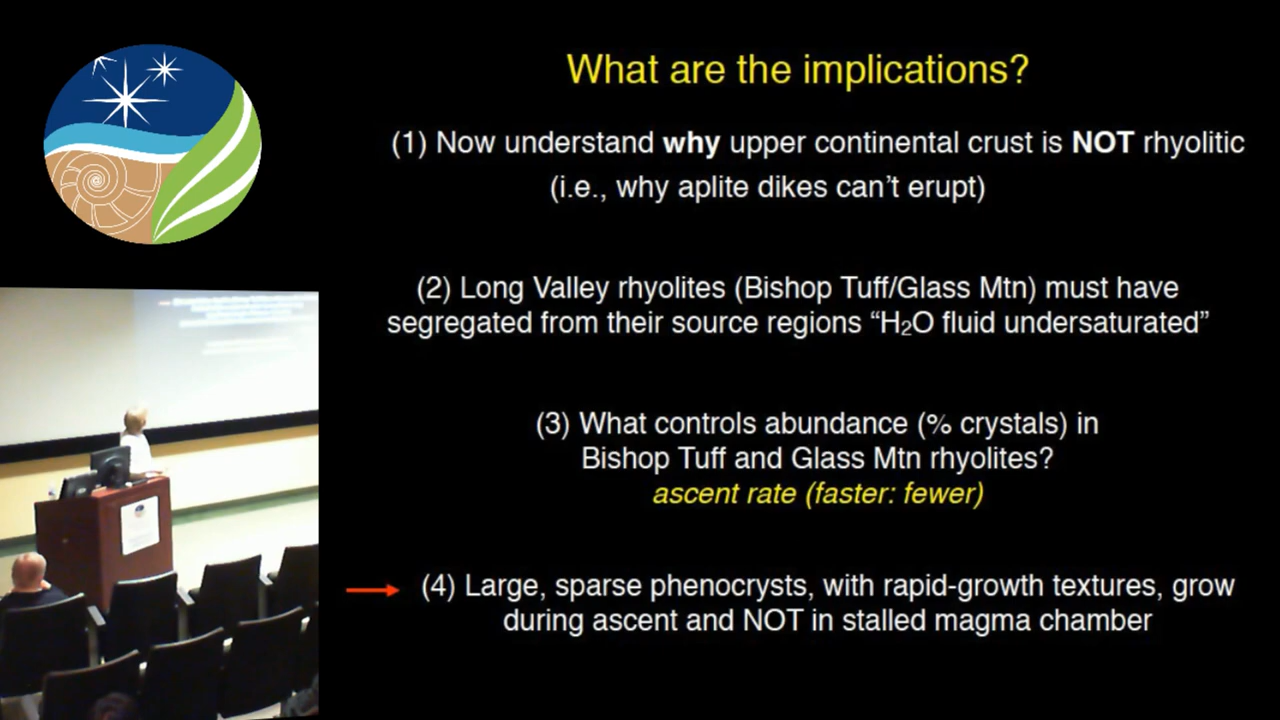 What are the implications?
(1) Now understand why upper continental crust is NOT rhyolitic
(i.e., why aplite dikes can’t erupt)
(2) Long Valley rhyolites (Bishop Tuff/Glass Mtn) must have
segregated from their source regions “H₂O fluid undersaturated”
(3) What controls abundance (% crystals) in
Bishop Tuff and Glass Mtn rhyolites?
ascent rate (faster: fewer)
(4) Large, sparse phenocrysts, with rapid-growth textures, grow
during ascent and NOT in stalled magma chamber